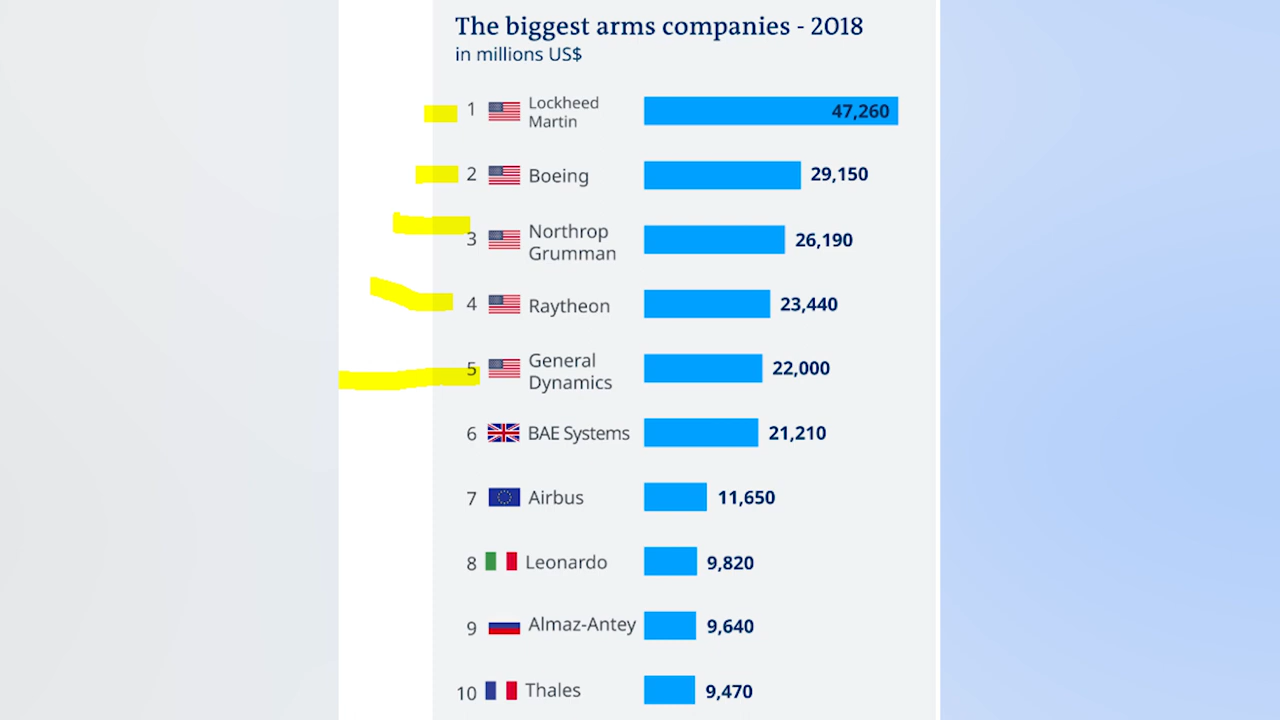 The biggest arms companies - 2018
in millions US$
1 Lockheed Martin 47,260
2 Boeing 29,150
3 Northrop Grumman 26,190
4 Raytheon 23,440
5 General Dynamics 22,000
6 BAE Systems 21,210
7 Airbus 11,650
8 Leonardo 9,820
9 Almaz-Antey 9,640
10 Thales 9,470